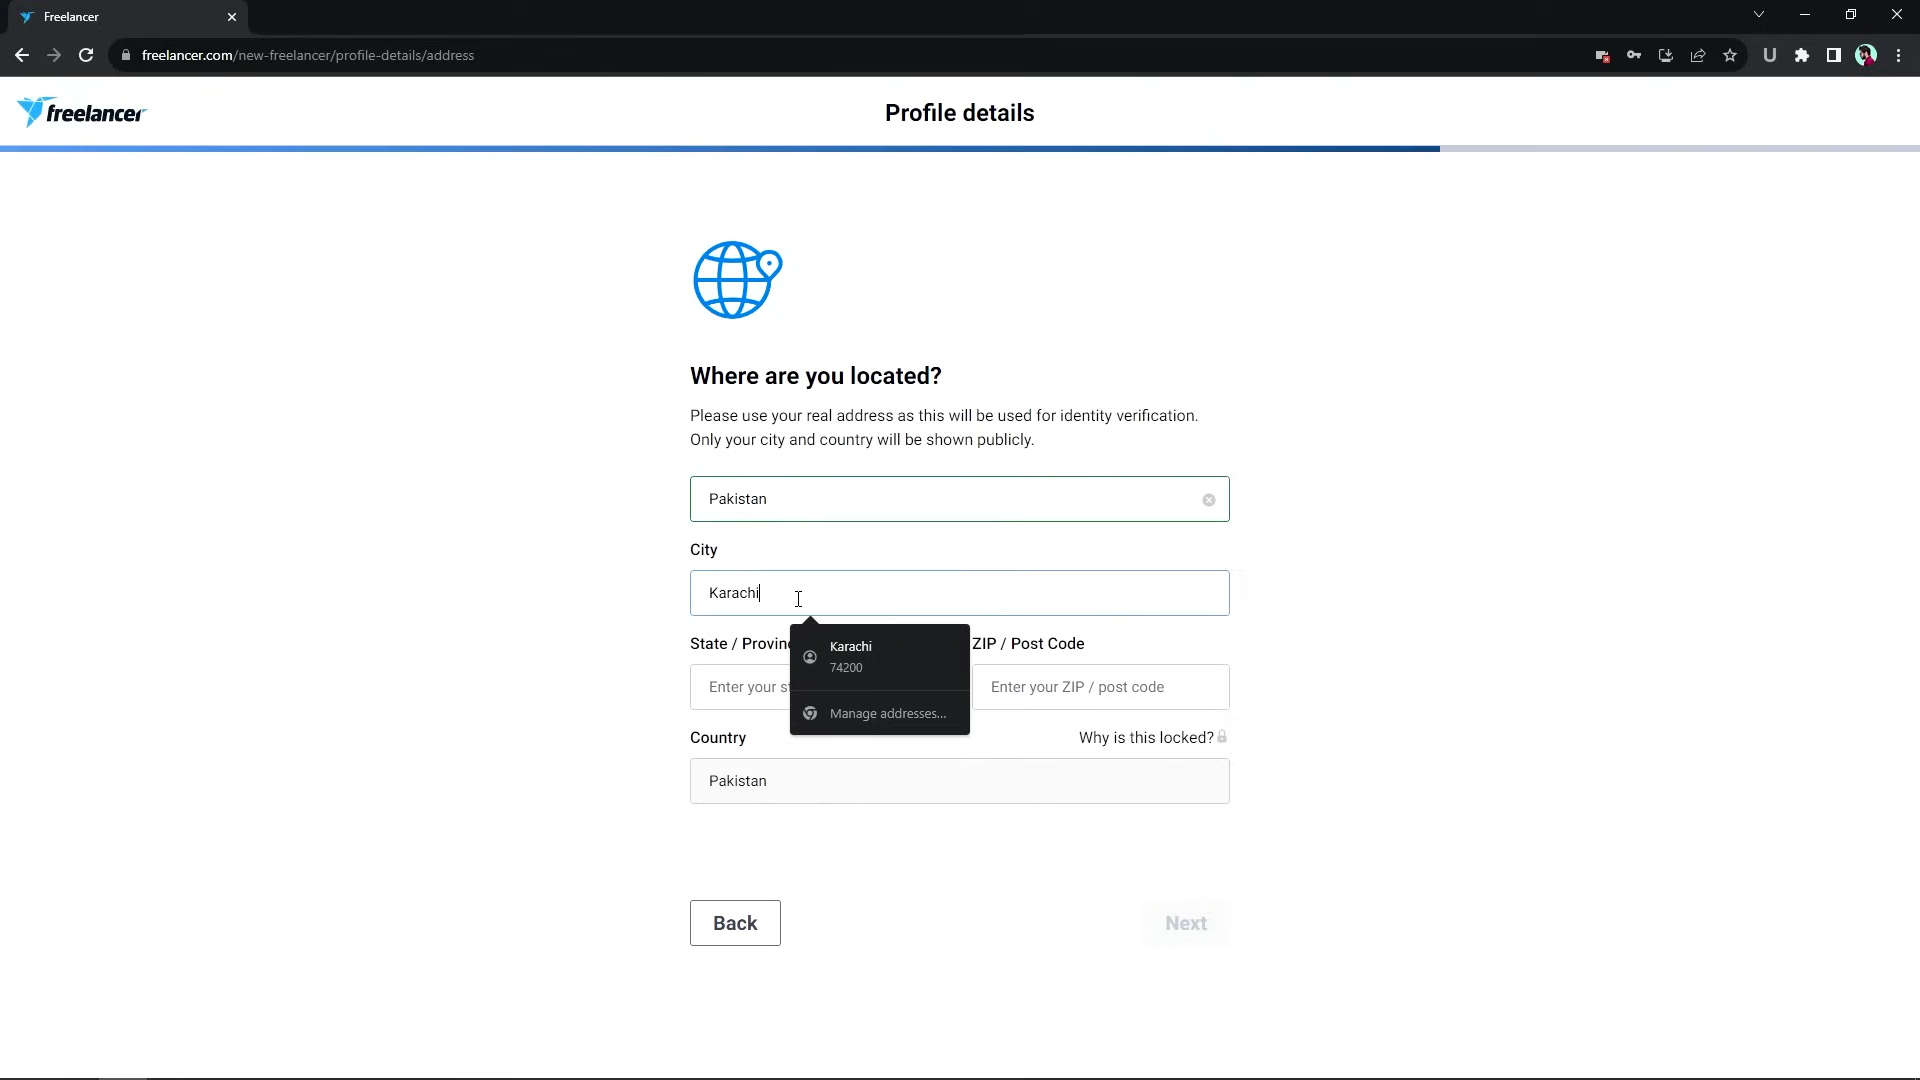 Freelancer
freelancer.com/new-freelancer/profile-details/address
U
freelancer
Profile details
Where are you located?
Please use your real address as this will be used for identity verification.
Only your city and country will be shown publicly.
Pakistan
City
Karachi
State / Provinc
ZIP / Post Code
Karachi
74200
Enter your st
Enter your ZIP / post code
Manage addresses...
Country
Why is this locked?
Pakistan
Back
Next